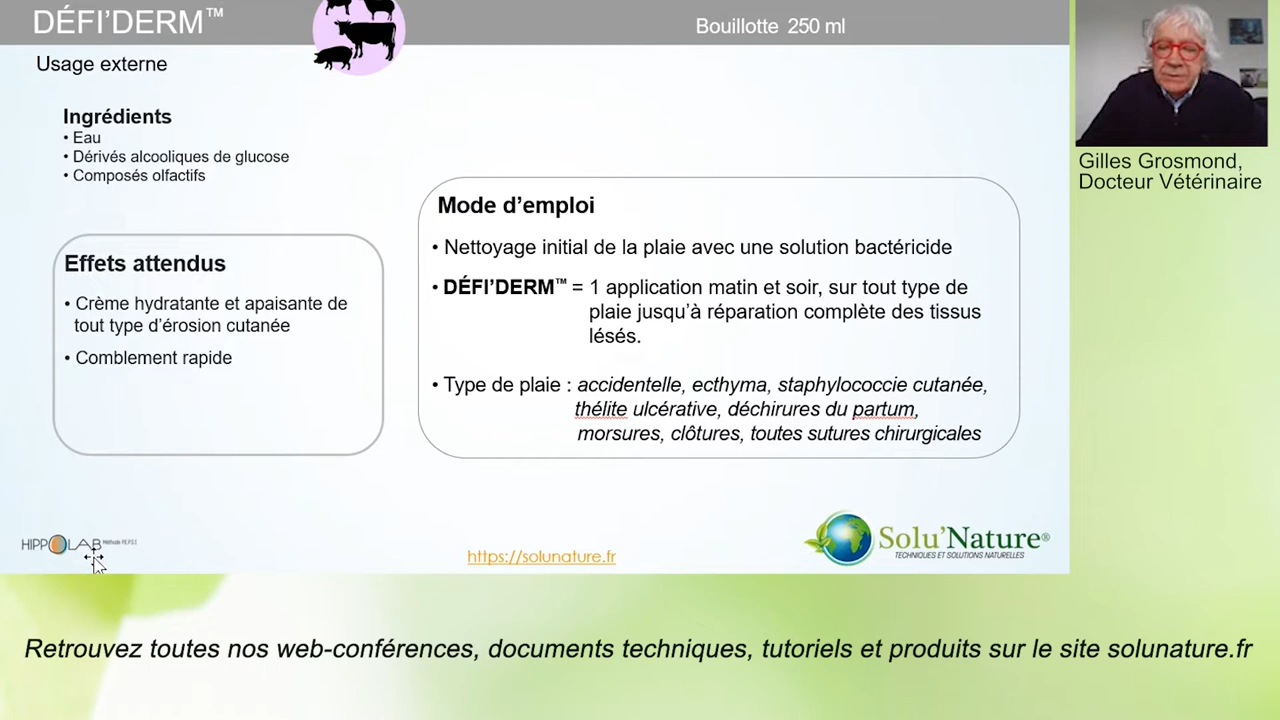 DÉFI’DERM™
Bouillotte 250 ml
Usage externe
Ingrédients
• Eau
• Dérivés alcooliques de glucose
• Composés olfactifs
Effets attendus
• Crème hydratante et apaisante de
tout type d’érosion cutanée
• Comblement rapide
Mode d’emploi
• Nettoyage initial de la plaie avec une solution bactéricide
• DÉFI’DERM™ = 1 application matin et soir, sur tout type de
plaie jusqu’à réparation complète des tissus
lésés.
• Type de plaie : accidentelle, ecthyma, staphylococcie cutanée,
thélite ulcérative, déchirures du partum,
morsures, clôtures, toutes sutures chirurgicales
HIPPOLAB
https://solunature.fr
Solu’Nature®
TECHNIQUES ET SOLUTIONS NATURELLES
Gilles Grosmond,
Docteur Vétérinaire
Retrouvez toutes nos web-conférences, documents techniques, tutoriels et produits sur le site solunature.fr